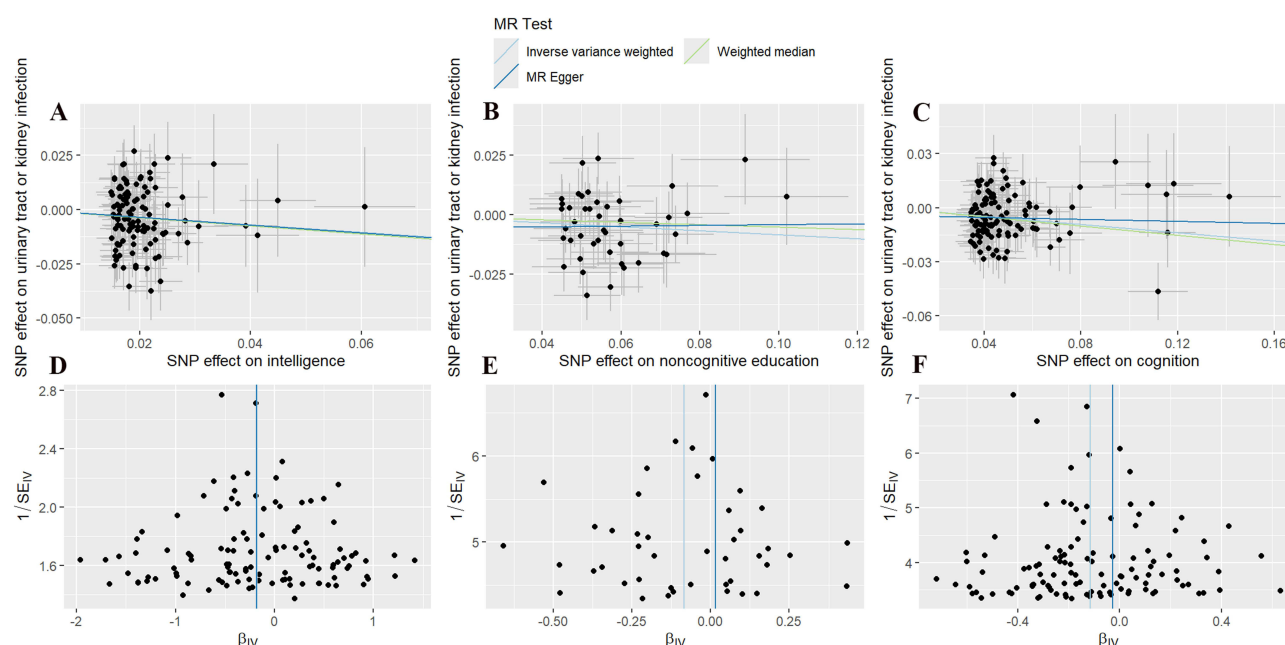 MR Test
Inverse variance weighted
Weighted median
MR Egger
A
B
C
SNP effect on urinary tract or kidney infection
0.025
0.000
-0.025
-0.050
0.02
0.04
0.06
SNP effect on intelligence
SNP effect on urinary tract or kidney infection
0.025
0.000
-0.025
0.04
0.06
0.08
0.10
0.12
SNP effect on noncognitive education
SNP effect on urinary tract or kidney infection
0.03
0.00
-0.03
-0.06
0.04
0.08
0.12
0.16
SNP effect on cognition
D
E
F
1 / SE_IV
2.8
2.4
2.0
1.6
-2
-1
0
1
β_IV
1 / SE_IV
6
5
-0.50
-0.25
0.00
0.25
β_IV
1 / SE_IV
7
6
5
4
-0.4
0.0
0.4
β_IV